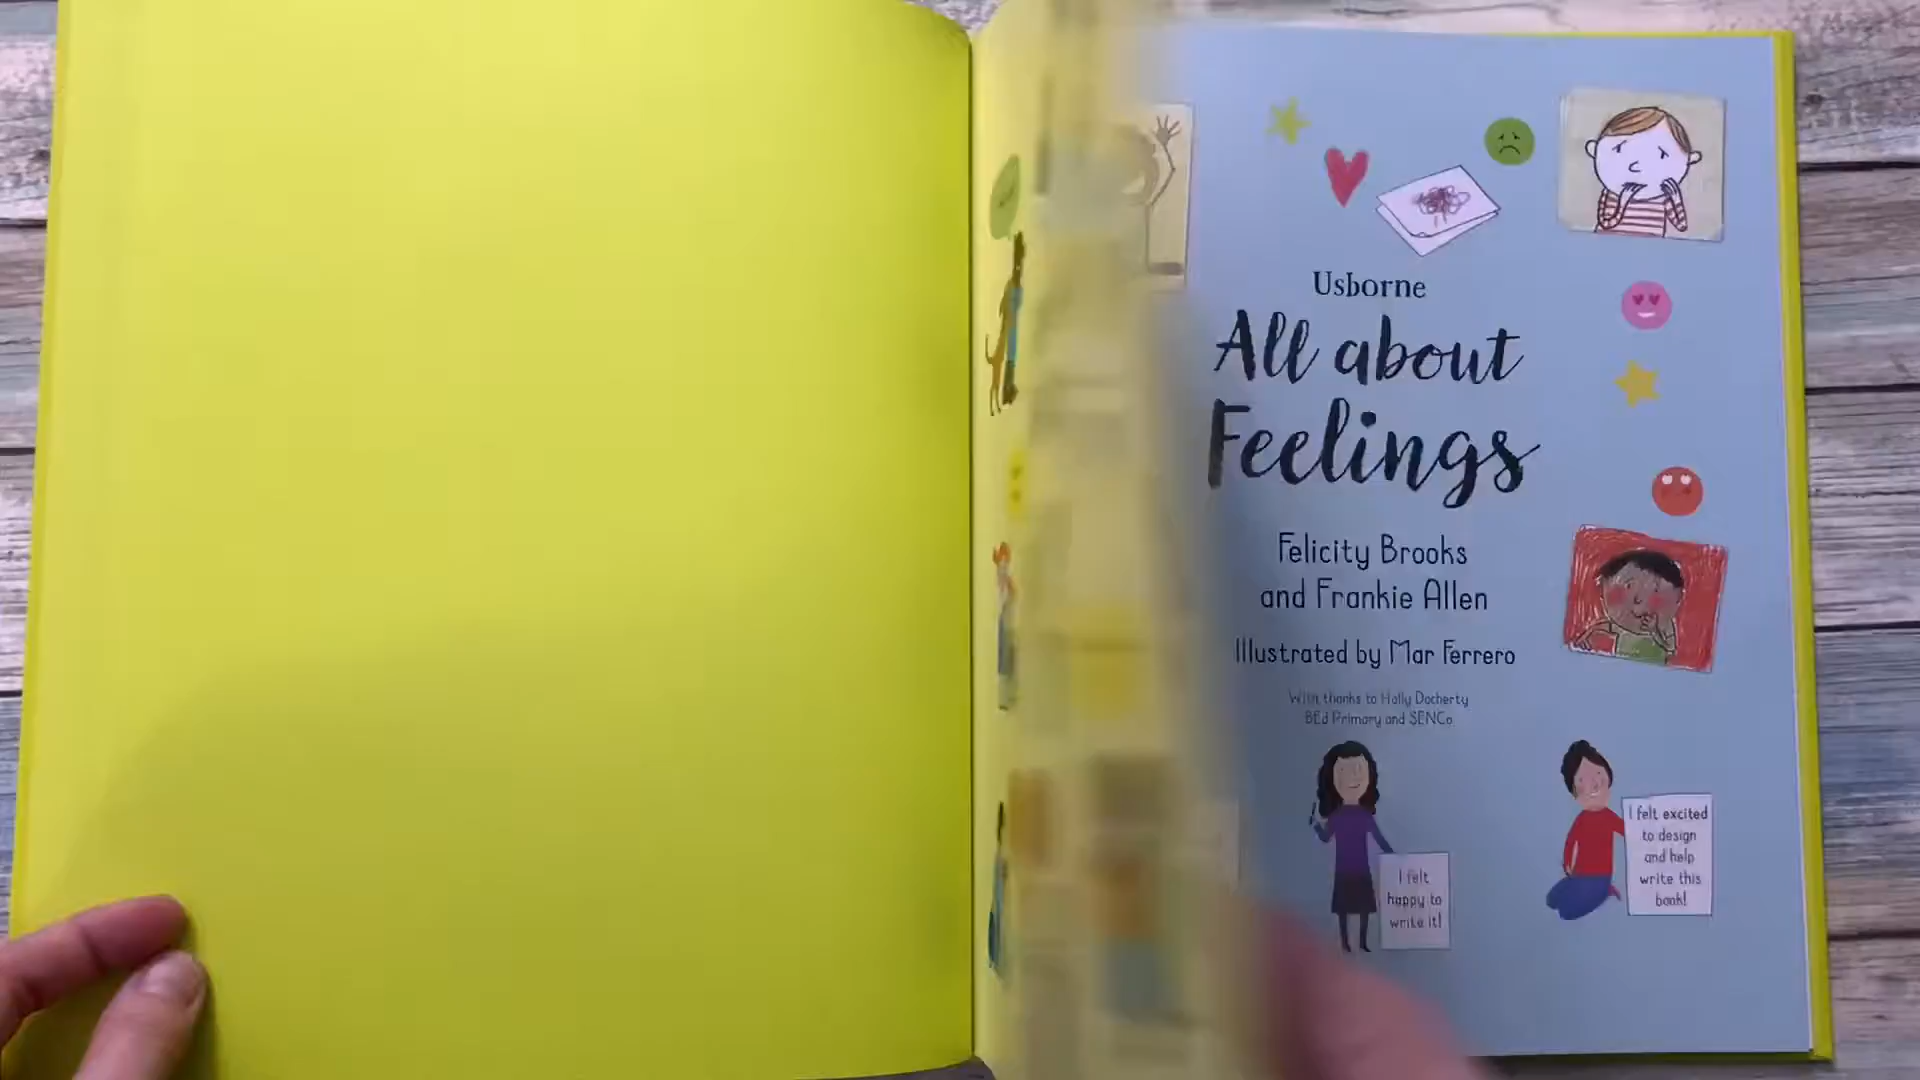 Usborne
All about
Feelings
Felicity Brooks
and Frankie Allen
Illustrated by Mar Ferrero
With thanks to Holly Docherty
BEd Primary and SENCo
I felt
happy to
write it!
I felt excited
to design
and help
write this
book!